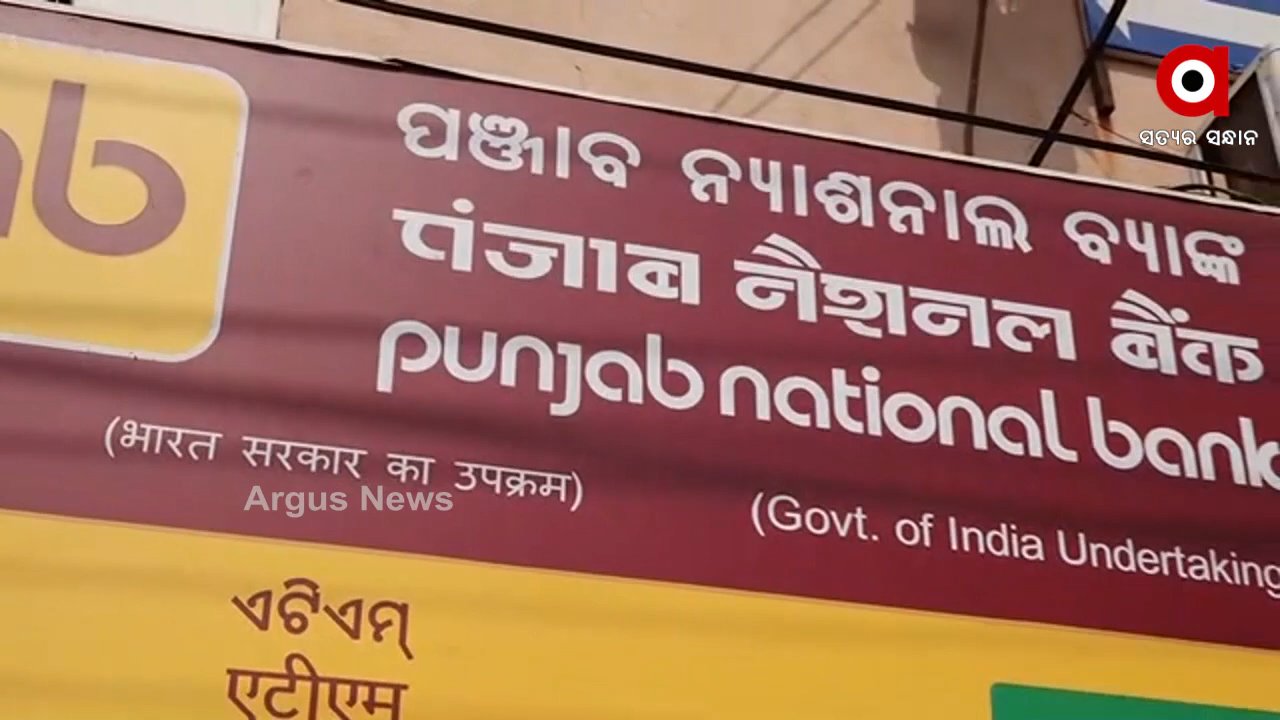 ସତ୍ୟର ସନ୍ଧାନ
ପଞ୍ଜାବ ନ୍ୟାଶନାଲ ବ୍ୟାଙ୍କ
पंजाब नैशनल बैंक
punjab national bank
(भारत सरकार का उपक्रम)
Argus News
(Govt. of India Undertaking
ଏଟିଏମ୍
एटीएम